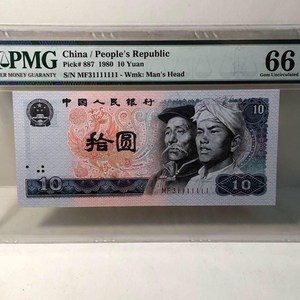 PMG
PAPER MONEY GUARANTY
China / People's Republic
Pick# 887 1980 10 Yuan
S/N MF31111111 - Wmk: Man's Head
66
Gem Uncirculated
中国人民银行
10
拾圆
10
10
MF31111111